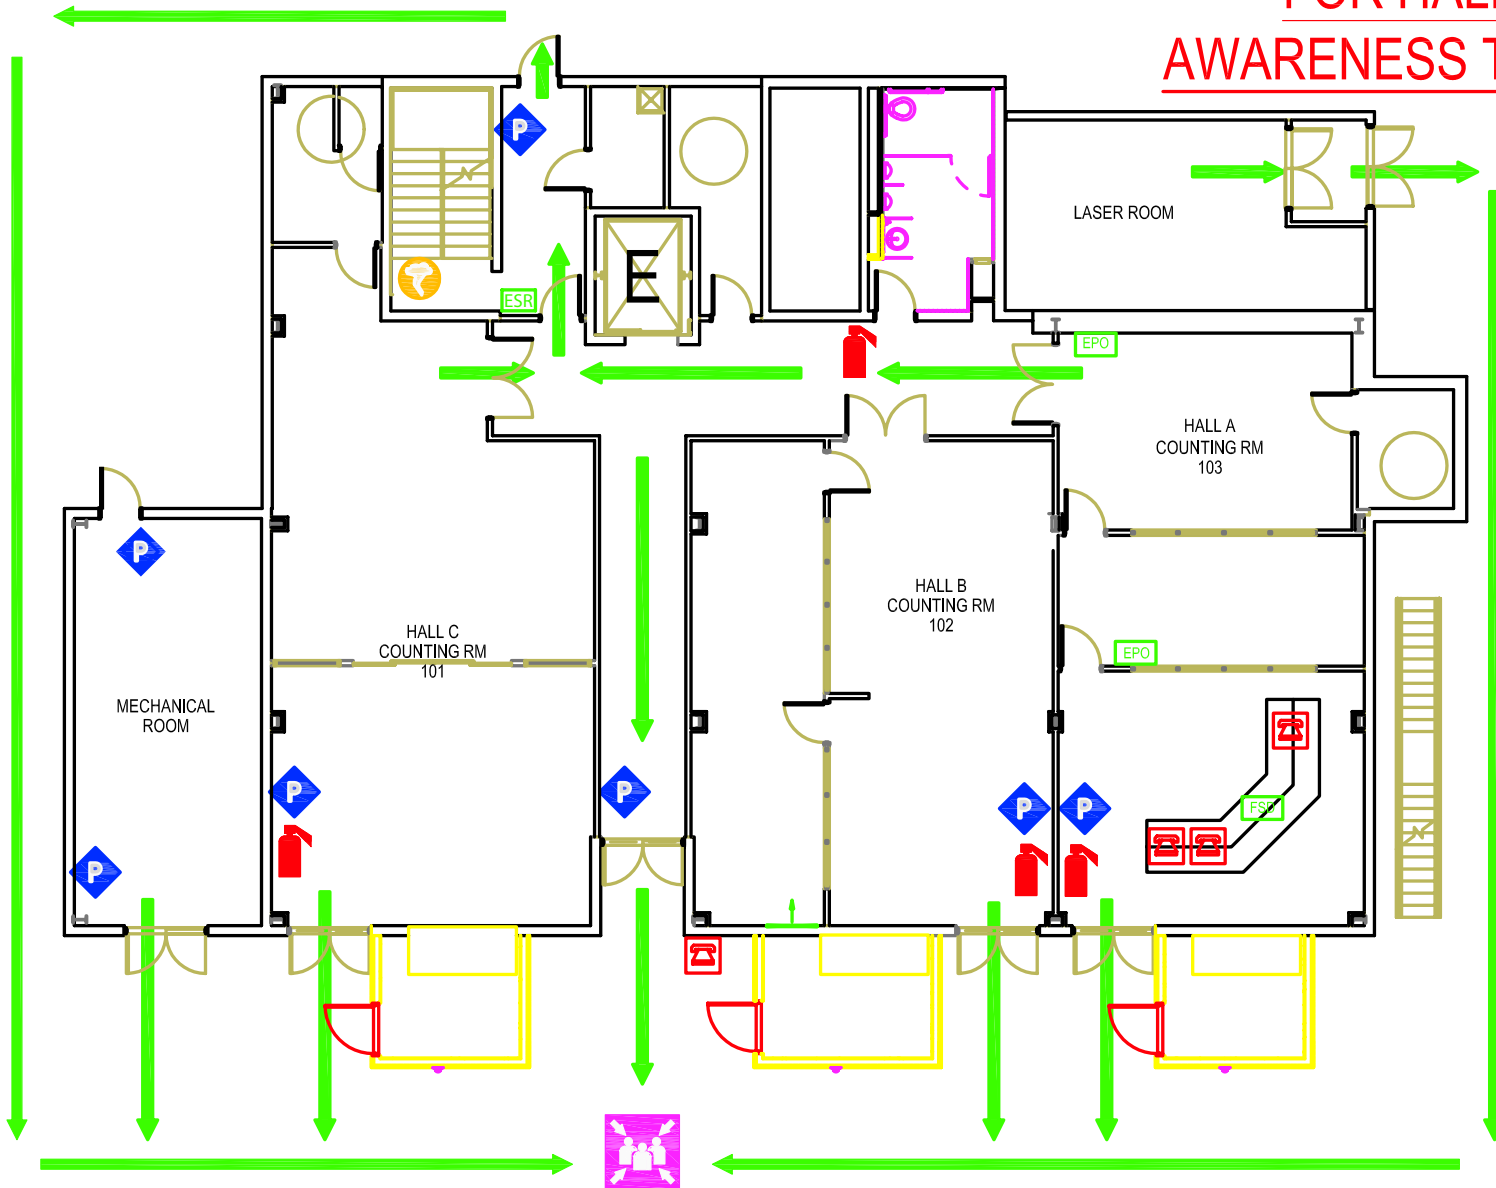 AWARENESS T
P
LASER ROOM
E
ESR
EPO
HALL A
COUNTING RM
103
P
HALL B
COUNTING RM
102
HALL C
COUNTING RM
101
EPO
MECHANICAL
ROOM
P
P
P
P
FSD
P